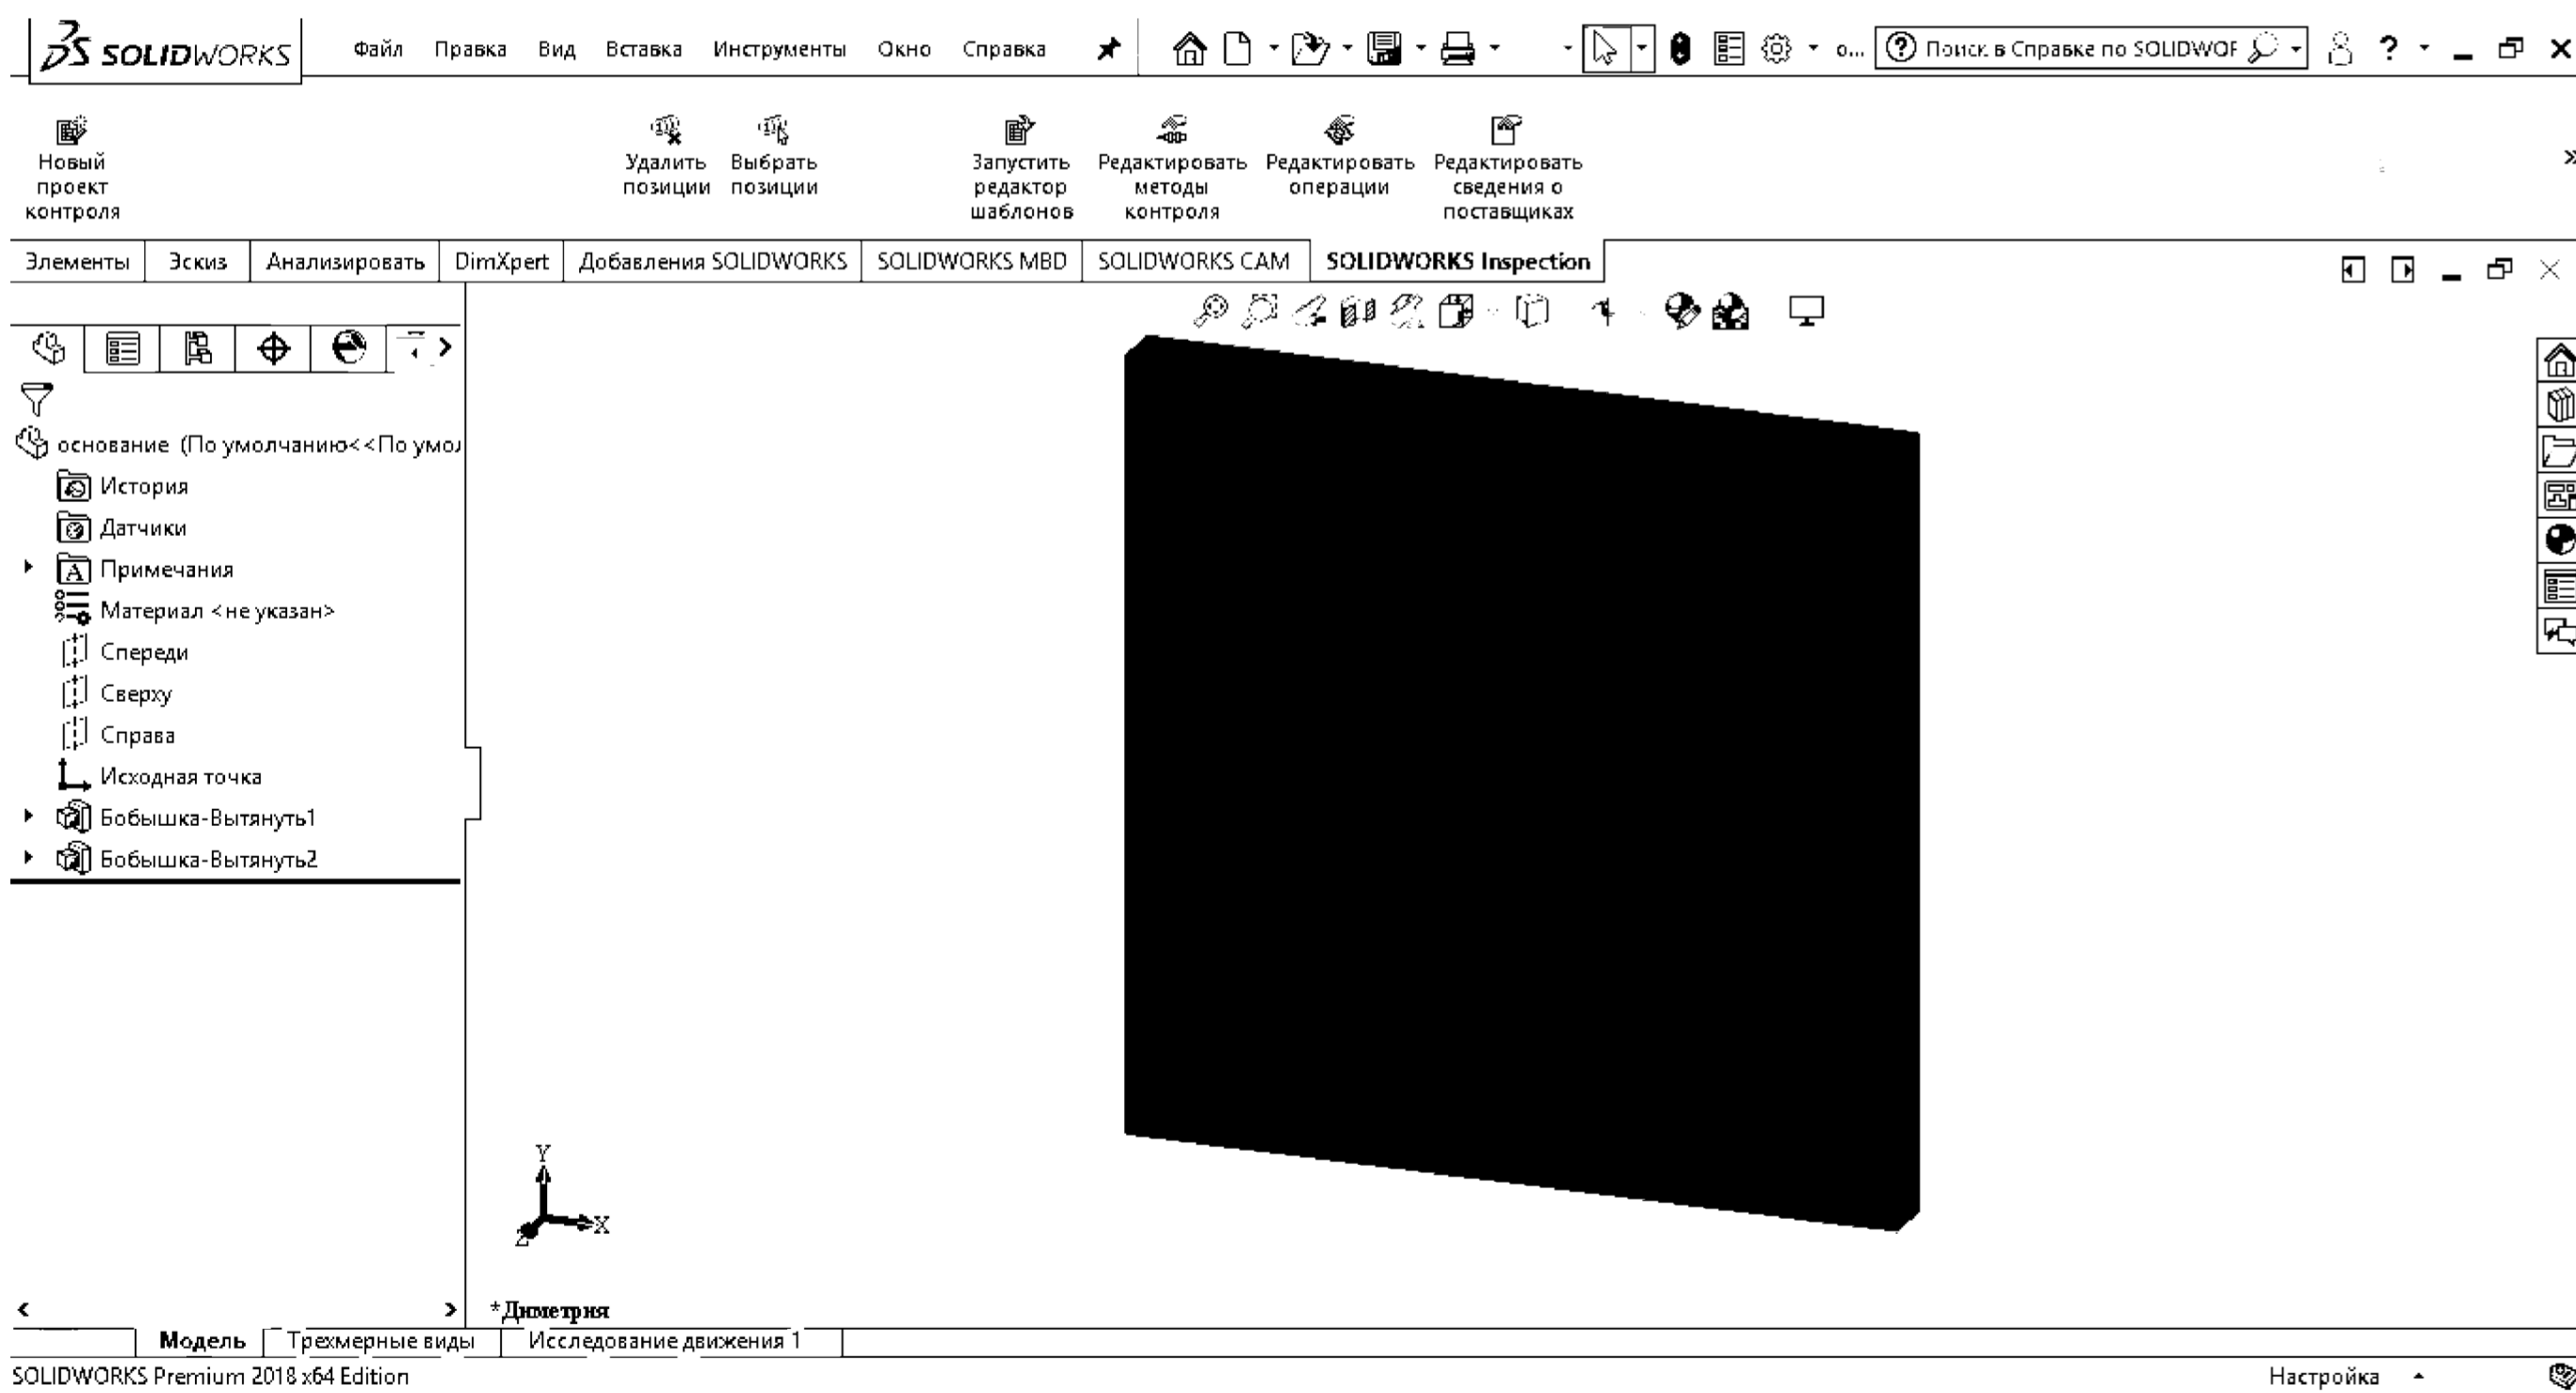 SOLIDWORKS Файл Правка Вид Вставка Инструменты Окно Справка о... Поиск в Справке по SOLIDWOF
Новый проект контроля
Удалить позиции
Выбрать позиции
Запустить редактор шаблонов
Редактировать методы контроля
Редактировать операции
Редактировать сведения о поставщиках
Элементы Эскиз Анализировать DimXpert Добавления SOLIDWORKS SOLIDWORKS MBD SOLIDWORKS CAM SOLIDWORKS Inspection
основание (По умолчанию<<По умол
История
Датчики
Примечания
Материал <не указан>
Спереди
Сверху
Справа
Исходная точка
Бобышка-Вытянуть1
Бобышка-Вытянуть2
Y
X
Z
*Диметрия
Модель Трехмерные виды Исследование движения 1
SOLIDWORKS Premium 2018 x64 Edition Настройка